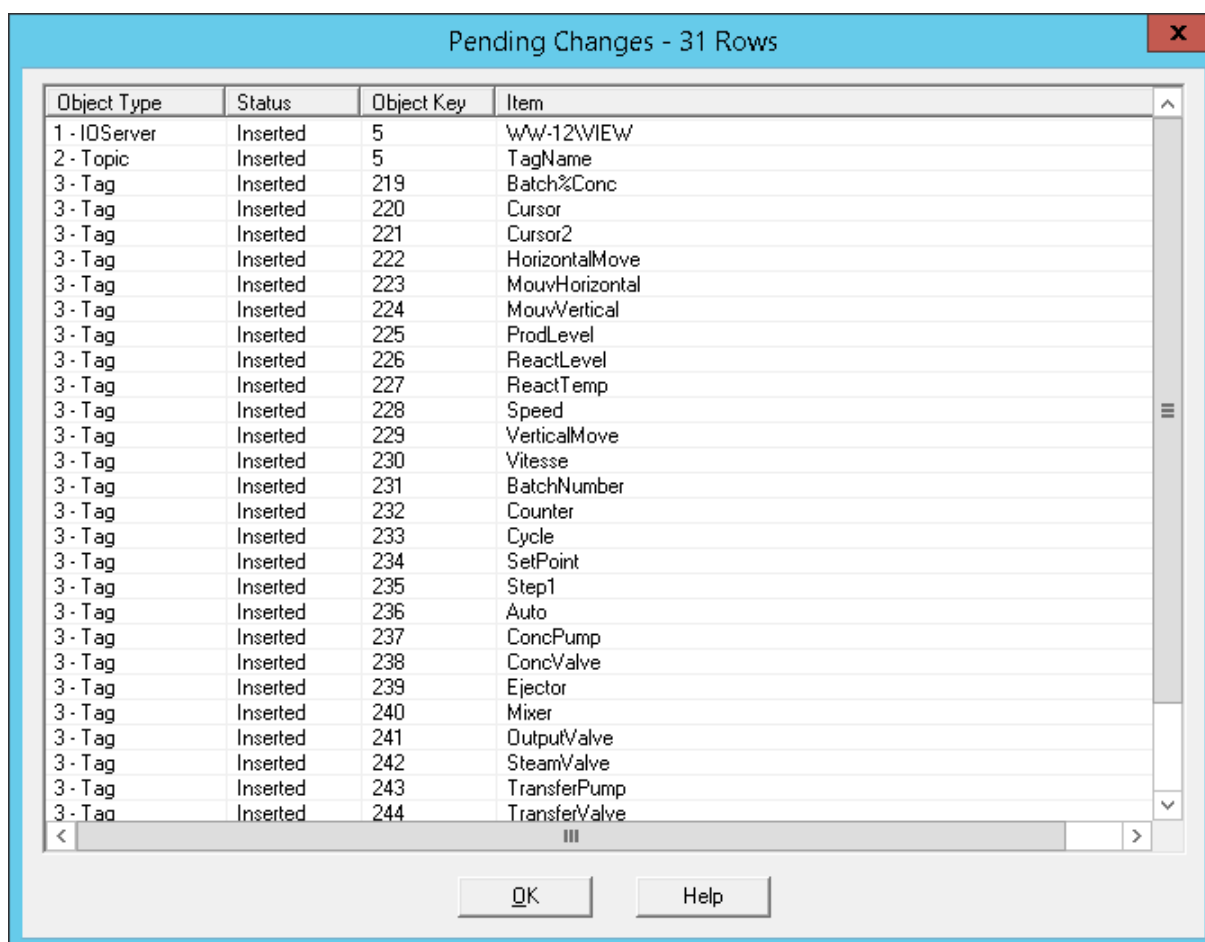 Pending Changes - 31 Rows
x
Object Type Status Object Key Item
1 - IOServer Inserted 5 WW-12\VIEW
2 - Topic Inserted 5 TagName
3 - Tag Inserted 219 Batch%Conc
3 - Tag Inserted 220 Cursor
3 - Tag Inserted 221 Cursor2
3 - Tag Inserted 222 HorizontalMove
3 - Tag Inserted 223 MouvHorizontal
3 - Tag Inserted 224 MouvVertical
3 - Tag Inserted 225 ProdLevel
3 - Tag Inserted 226 ReactLevel
3 - Tag Inserted 227 ReactTemp
3 - Tag Inserted 228 Speed
3 - Tag Inserted 229 VerticalMove
3 - Tag Inserted 230 Vitesse
3 - Tag Inserted 231 BatchNumber
3 - Tag Inserted 232 Counter
3 - Tag Inserted 233 Cycle
3 - Tag Inserted 234 SetPoint
3 - Tag Inserted 235 Step1
3 - Tag Inserted 236 Auto
3 - Tag Inserted 237 ConcPump
3 - Tag Inserted 238 ConcValve
3 - Tag Inserted 239 Ejector
3 - Tag Inserted 240 Mixer
3 - Tag Inserted 241 OutputValve
3 - Tag Inserted 242 SteamValve
3 - Tag Inserted 243 TransferPump
3 - Tag Inserted 244 TransferValve
OK Help